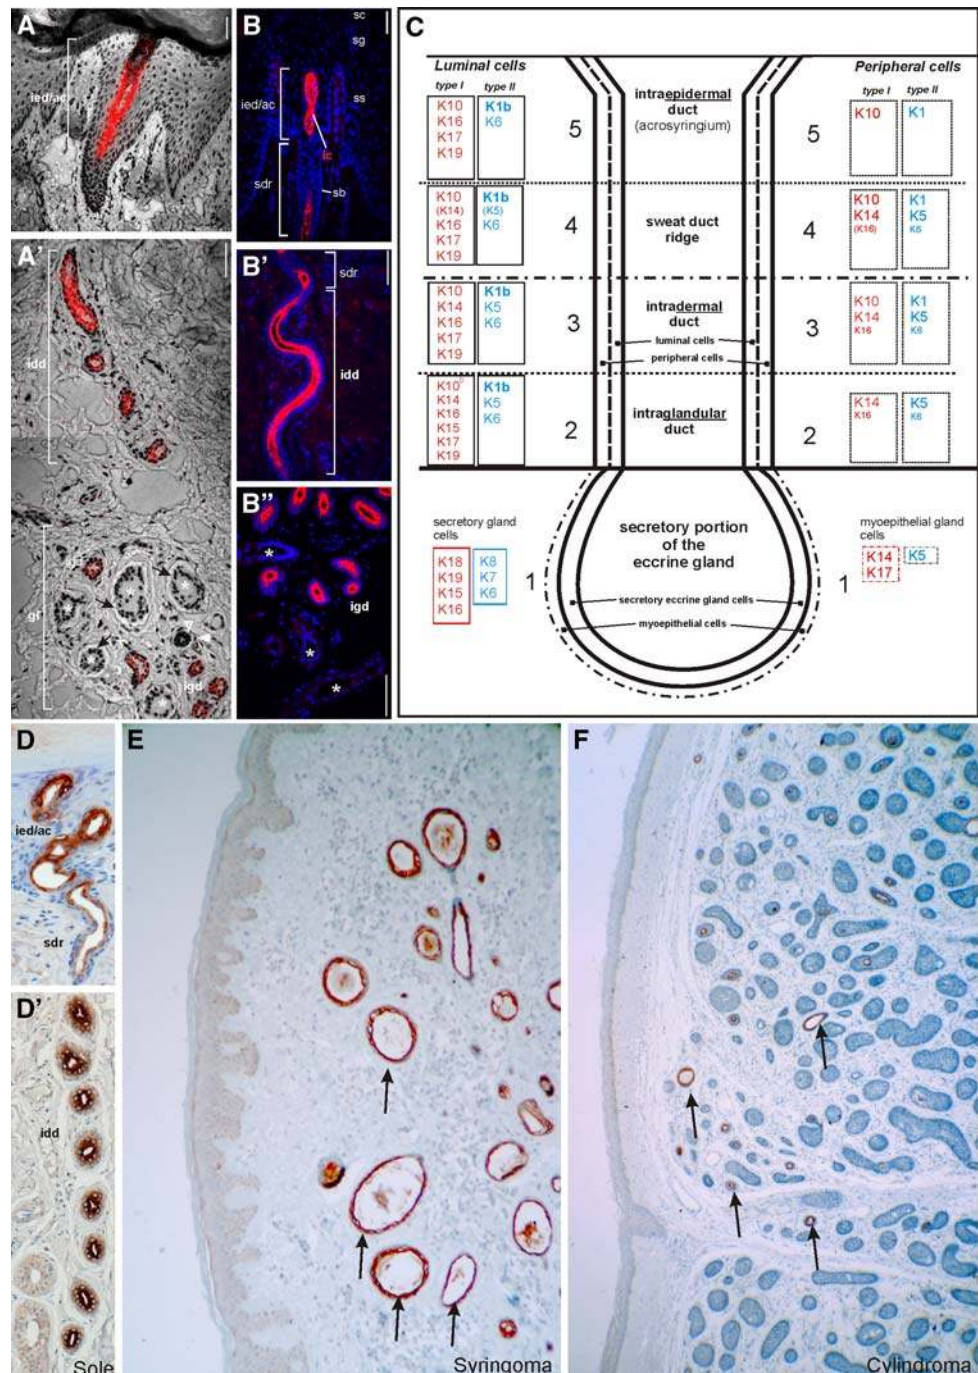 A
ied/ac
A'
idd
gl
igd
B
sc
sg
ss
ied/ac
lc
sdr
sb
B'
sdr
idd
B"
*
igd
*
*
C
Luminal cells
type I type II
K10
K16
K17
K19
K1b
K6
5
intraepidermal
duct
(acrosyringium)
Peripheral cells
type I type II
5
K10
K1
K10
(K14)
K16
K17
K19
K1b
(K5)
K6
4
sweat duct
ridge
4
K10
K14
(K16)
K1
K5
K6
K10
K14
K16
K17
K19
K1b
K5
K6
3
intradermal
duct
luminal cells
peripheral cells
3
K10
K14
K16
K1
K5
K6
K10°
K14
K16
K15
K17
K19
K1b
K5
K6
2
intraglandular
duct
2
K14
K16
K5
K6
secretory gland
cells
K18
K19
K15
K16
K8
K7
K6
1
secretory portion
of the
eccrine gland
secretory eccrine gland cells
myoepithelial cells
1
myoepithelial gland
cells
K14
K17
K5
D
ied/ac
sdr
D'
idd
Sole
E
Syringoma
F
Cylindroma